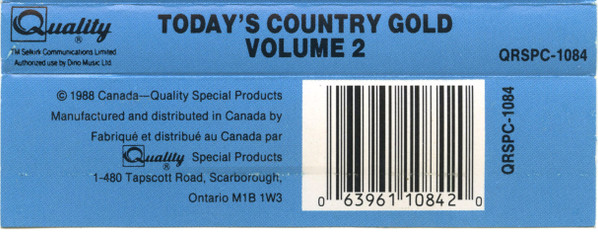 Quality ®
TODAY'S COUNTRY GOLD
VOLUME 2
TM Selkirk Communications Limited
Authorized use by Dino Music Ltd
QRSPC-1084
© 1988 Canada—Quality Special Products
Manufactured and distributed in Canada by
Fabriqué et distribué au Canada par
Quality ® Special Products
1-480 Tapscott Road, Scarborough,
Ontario M1B 1W3
0 63961 10842 0
QRSPC-1084